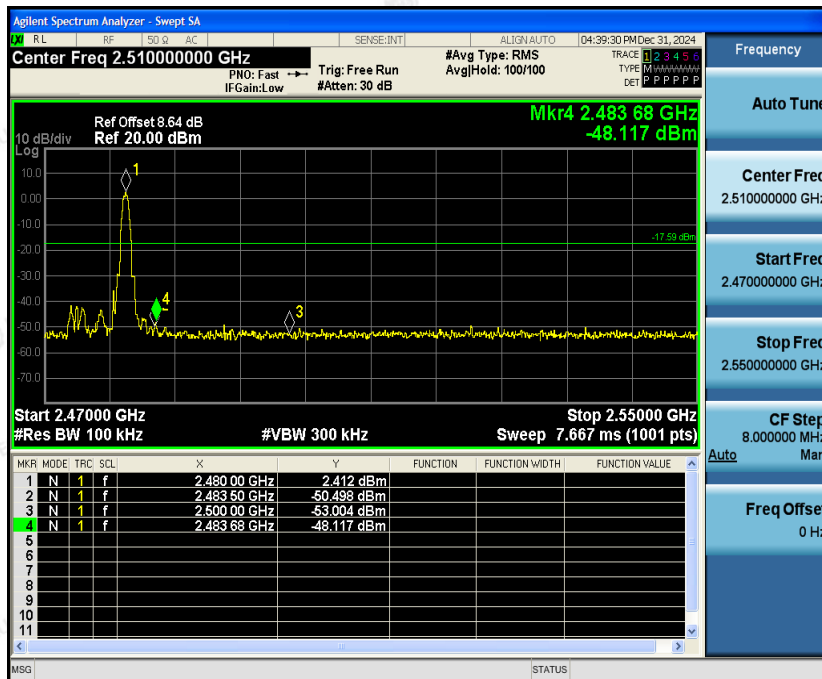 Agilent Spectrum Analyzer - Swept SA
LXI RL RF 50 Ω AC SENSE:INT ALIGN AUTO 04:39:30 PM Dec 31, 2024
Center Freq 2.510000000 GHz
#Avg Type: RMS
TRACE 1 2 3 4 5 6
PNO: Fast Trig: Free Run
Avg|Hold: 100/100
TYPE M W W W W W
IFGain:Low #Atten: 30 dB
DET P P P P P P
Mkr4 2.483 68 GHz
-48.117 dBm
Ref Offset 8.64 dB
10 dB/div Ref 20.00 dBm
Log
10.0
0.00
-10.0
-20.0
-30.0
-40.0
-50.0
-60.0
-70.0
1
4
3
-17.59 dBm
Start 2.47000 GHz Stop 2.55000 GHz
#Res BW 100 kHz #VBW 300 kHz Sweep 7.667 ms (1001 pts)
MKR MODE TRC SCL X Y FUNCTION FUNCTION WIDTH FUNCTION VALUE
1 N 1 f 2.480 00 GHz 2.412 dBm
2 N 1 f 2.483 50 GHz -50.498 dBm
3 N 1 f 2.500 00 GHz -53.004 dBm
4 N 1 f 2.483 68 GHz -48.117 dBm
5
6
7
8
9
10
11
MSG STATUS
Frequency
Auto Tune
Center Freq
2.510000000 GHz
Start Freq
2.470000000 GHz
Stop Freq
2.550000000 GHz
CF Step
8.000000 MHz
Auto Man
Freq Offset
0 Hz